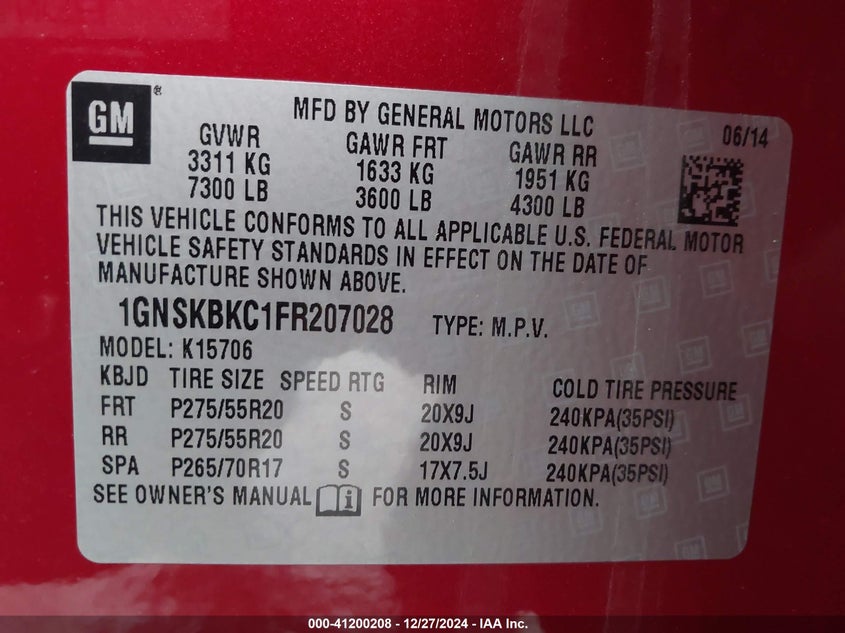 GM®
MFD BY GENERAL MOTORS LLC
06/14
GVWR GAWR FRT GAWR RR
3311 KG 1633 KG 1951 KG
7300 LB 3600 LB 4300 LB
THIS VEHICLE CONFORMS TO ALL APPLICABLE U.S. FEDERAL MOTOR
VEHICLE SAFETY STANDARDS IN EFFECT ON THE DATE OF
MANUFACTURE SHOWN ABOVE.
1GNSKBKC1FR207028 TYPE: M.P.V.
MODEL: K15706
KBJD TIRE SIZE SPEED RTG RIM COLD TIRE PRESSURE
FRT P275/55R20 S 20X9J 240KPA(35PSI)
RR P275/55R20 S 20X9J 240KPA(35PSI)
SPA P265/70R17 S 17X7.5J 240KPA(35PSI)
SEE OWNER'S MANUAL i FOR MORE INFORMATION.
000-41200208 - 12/27/2024 - IAA Inc.